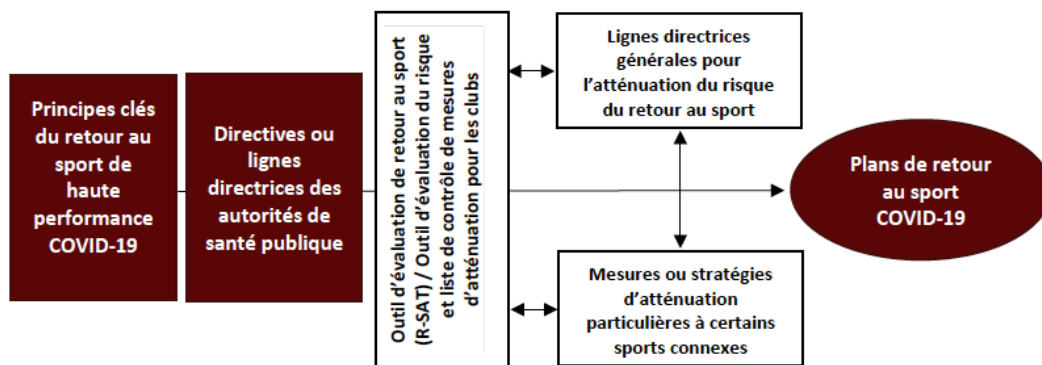 Principes clés
du retour au
sport de
haute
performance
COVID-19
Directives ou
lignes
directrices des
autorités de
santé publique
Outil d'évaluation de retour au sport
(R-SAT) / Outil d'évaluation du risque
et liste de contrôle de mesures
d'atténuation pour les clubs
Lignes directrices
générales pour
l'atténuation du risque
du retour au sport
Mesures ou stratégies
d'atténuation
particulières à certains
sports connexes
Plans de retour
au sport
COVID-19